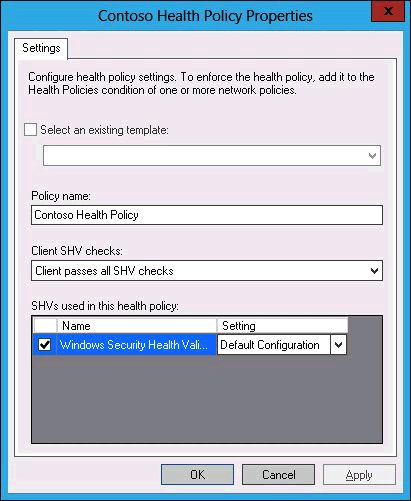 Contoso Health Policy Properties
x
Settings
Configure health policy settings. To enforce the health policy, add it to the
Health Policies condition of one or more network policies.
Select an existing template:
Policy name:
Contoso Health Policy
Client SHV checks:
Client passes all SHV checks
SHVs used in this health policy:
Name Setting
Windows Security Health Vali... Default Configuration
OK Cancel Apply